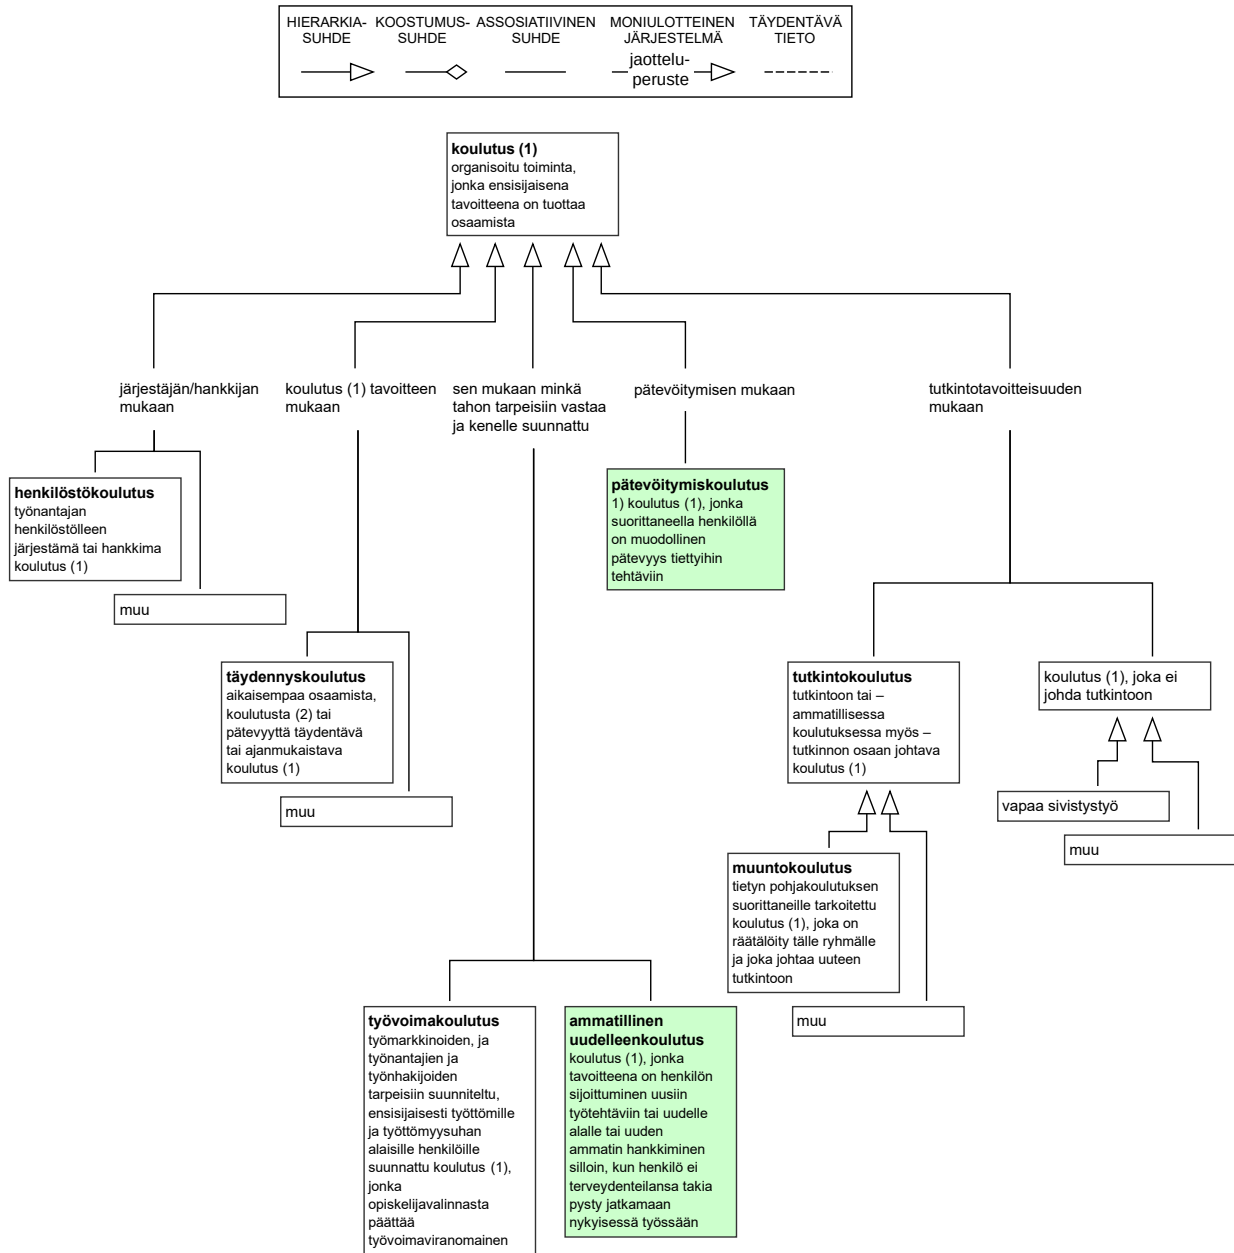 HIERARKIA-
SUHDE
KOOSTUMUS-
SUHDE
ASSOSIATIIVINEN
SUHDE
MONIULOTTEINEN
JÄRJESTELMÄ
jaottelu-
peruste
TÄYDENTÄVÄ
TIETO
koulutus (1)
organisoitu toiminta,
jonka ensisijaisena
tavoitteena on tuottaa
osaamista
järjestäjän/hankkijan
mukaan
koulutus (1) tavoitteen
mukaan
sen mukaan minkä
tahon tarpeisiin vastaa
ja kenelle suunnattu
pätevöitymisen mukaan
tutkintotavoitteisuuden
mukaan
henkilöstökoulutus
työnantajan
henkilöstölleen
järjestämä tai hankkima
koulutus (1)
muu
pätevöitymiskoulutus
1) koulutus (1), jonka
suorittaneella henkilöllä
on muodollinen
pätevyys tiettyihin
tehtäviin
täydennyskoulutus
aikaisempaa osaamista,
koulutusta (2) tai
pätevyyttä täydentävä
tai ajanmukaistava
koulutus (1)
muu
tutkintokoulutus
tutkintoon tai –
ammatillisessa
koulutuksessa myös –
tutkinnon osaan johtava
koulutus (1)
koulutus (1), joka ei
johda tutkintoon
vapaa sivistystyö
muu
muuntokoulutus
tietyn pohjakoulutuksen
suorittaneille tarkoitettu
koulutus (1), joka on
räätälöity tälle ryhmälle
ja joka johtaa uuteen
tutkintoon
muu
työvoimakoulutus
työmarkkinoiden, ja
työnantajien ja
työnhakijoiden
tarpeisiin suunniteltu,
ensisijaisesti työttömille
ja työttömyysuhan
alaisille henkilöille
suunnattu koulutus (1),
jonka
opiskelijavalinnasta
päättää
työvoimaviranomainen
ammatillinen
uudelleenkoulutus
koulutus (1), jonka
tavoitteena on henkilön
sijoittuminen uusiin
työtehtäviin tai uudelle
alalle tai uuden
ammatin hankkiminen
silloin, kun henkilö ei
terveydenteilansa takia
pysty jatkamaan
nykyisessä työssään